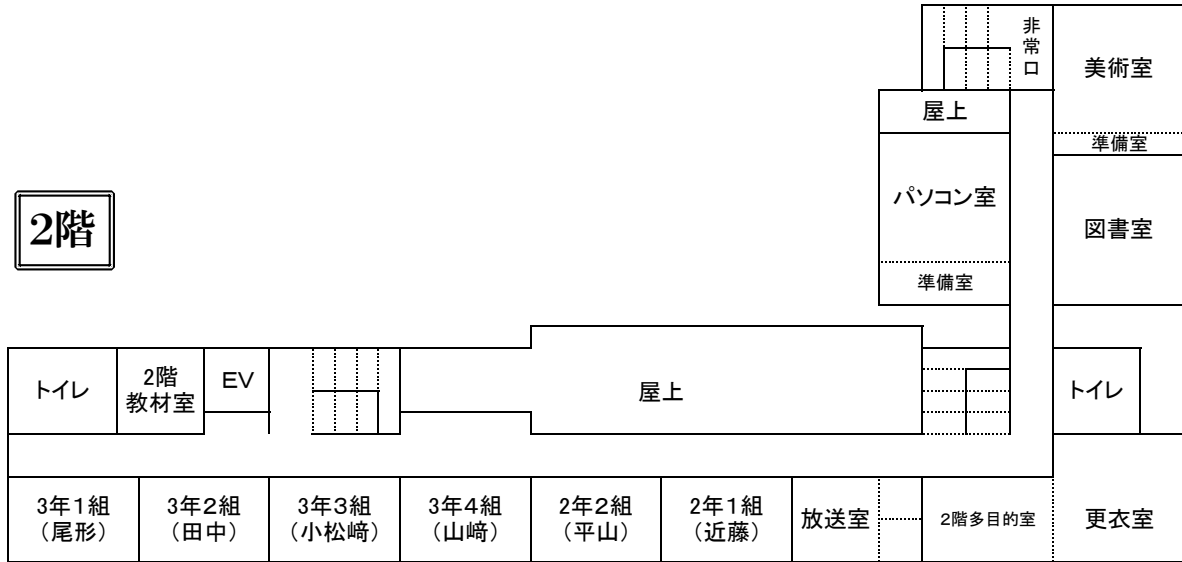 非常口
美術室
屋上
準備室
2階
パソコン室
図書室
準備室
トイレ
2階
教材室
EV
屋上
トイレ
3年1組
（尾形）
3年2組
（田中）
3年3組
（小松﨑）
3年4組
（山﨑）
2年2組
（平山）
2年1組
（近藤）
放送室
2階多目的室
更衣室